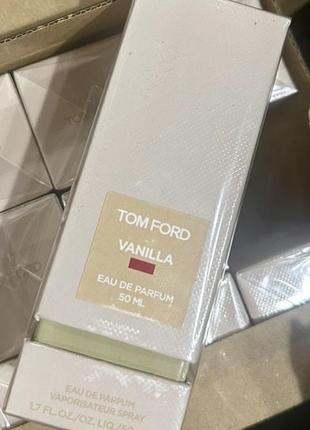 TOM FORD
VANILLA
EAU DE PARFUM
50 ML
EAU DE PARFUM
VAPORISATEUR SPRAY
1.7 FL. OZ./OZ. LIQ./